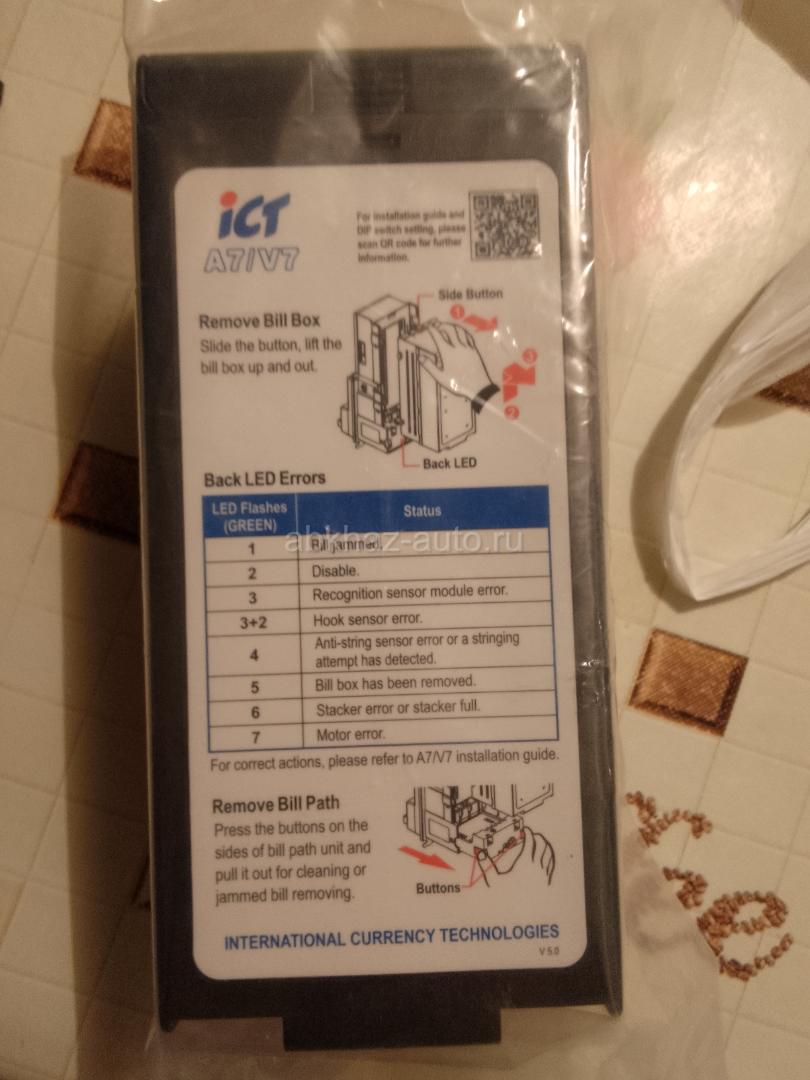 ict
A7/V7
For installation guide and
DIP switch setting, please
scan QR code for further
information.
Side Button
1
Remove Bill Box
Slide the button, lift the
bill box up and out.
3
2
Back LED
Back LED Errors
LED Flashes (GREEN) Status
1 Bill jammed.
2 Disable.
3 Recognition sensor module error.
3+2 Hook sensor error.
4 Anti-string sensor error or a stringing
attempt has detected.
5 Bill box has been removed.
6 Stacker error or stacker full.
7 Motor error.
For correct actions, please refer to A7/V7 installation guide.
Remove Bill Path
Press the buttons on the
sides of bill path unit and
pull it out for cleaning or
jammed bill removing.
Buttons
INTERNATIONAL CURRENCY TECHNOLOGIES
V 5.0
abkhaz-auto.ru